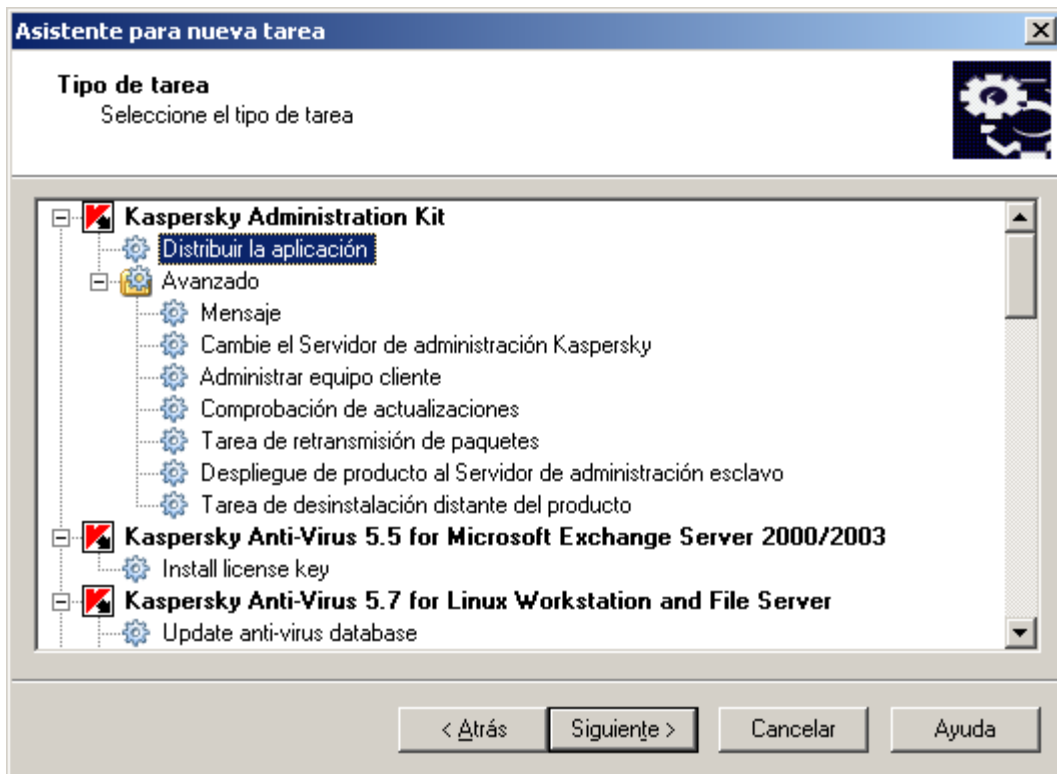 Asistente para nueva tarea
Tipo de tarea
Seleccione el tipo de tarea
Kaspersky Administration Kit
Distribuir la aplicación
Avanzado
Mensaje
Cambie el Servidor de administración Kaspersky
Administrar equipo cliente
Comprobación de actualizaciones
Tarea de retransmisión de paquetes
Despliegue de producto al Servidor de administración esclavo
Tarea de desinstalación distante del producto
Kaspersky Anti-Virus 5.5 for Microsoft Exchange Server 2000/2003
Install license key
Kaspersky Anti-Virus 5.7 for Linux Workstation and File Server
Update anti-virus database
< Atrás Siguiente > Cancelar Ayuda